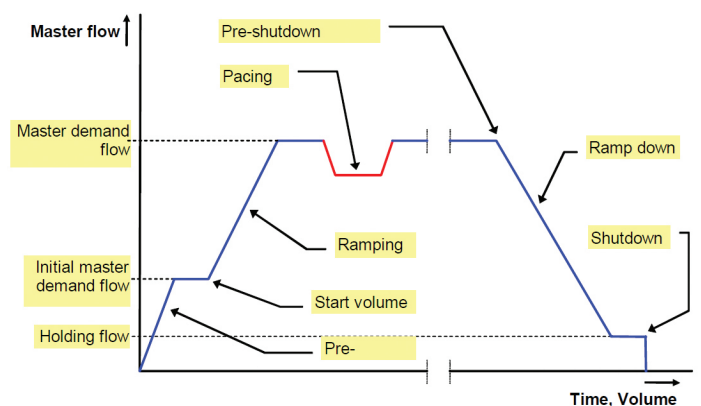 Master flow
Pre-shutdown
Pacing
Master demand
flow
Ramp down
Ramping
Shutdown
Initial master
demand flow
Start volume
Holding flow
Pre-
Time, Volume